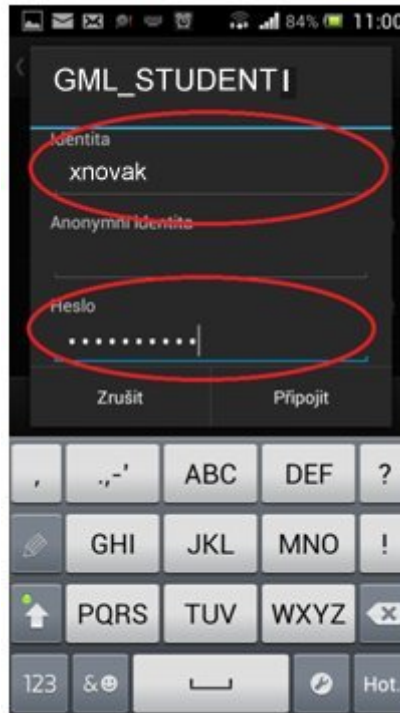 84% 11:00
GML_STUDENTI
Identita
xnovak
Anonymní identita
Heslo
••••••••••
Zrušit Připojit
, .,-' ABC DEF ?
GHI JKL MNO !
PQRS TUV WXYZ
123 &☻ Hot.